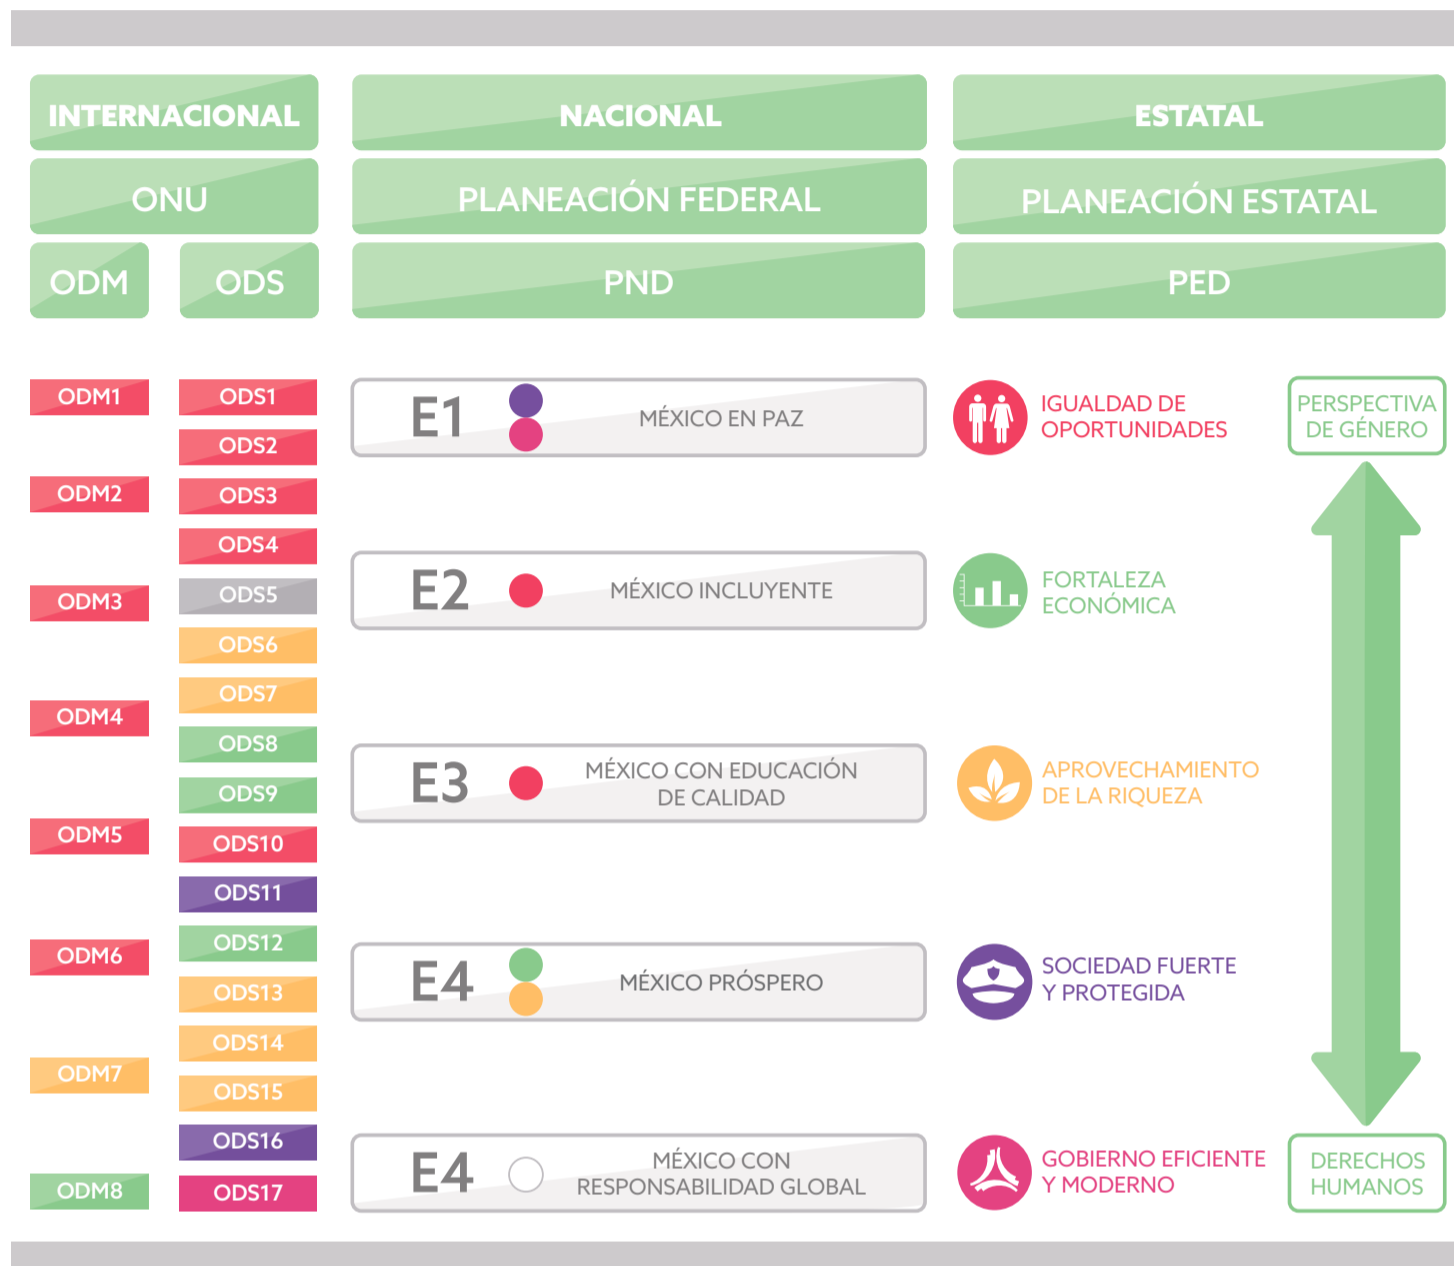 INTERNACIONAL
NACIONAL
ESTATAL
ONU
PLANEACIÓN FEDERAL
PLANEACIÓN ESTATAL
ODM
ODS
PND
PED
ODM1
ODM2
ODM3
ODM4
ODM5
ODM6
ODM7
ODM8
ODS1
ODS2
ODS3
ODS4
ODS5
ODS6
ODS7
ODS8
ODS9
ODS10
ODS11
ODS12
ODS13
ODS14
ODS15
ODS16
ODS17
E1
MÉXICO EN PAZ
E2
MÉXICO INCLUYENTE
E3
MÉXICO CON EDUCACIÓN
DE CALIDAD
E4
MÉXICO PRÓSPERO
E4
MÉXICO CON
RESPONSABILIDAD GLOBAL
IGUALDAD DE
OPORTUNIDADES
FORTALEZA
ECONÓMICA
APROVECHAMIENTO
DE LA RIQUEZA
SOCIEDAD FUERTE
Y PROTEGIDA
GOBIERNO EFICIENTE
Y MODERNO
PERSPECTIVA
DE GÉNERO
DERECHOS
HUMANOS